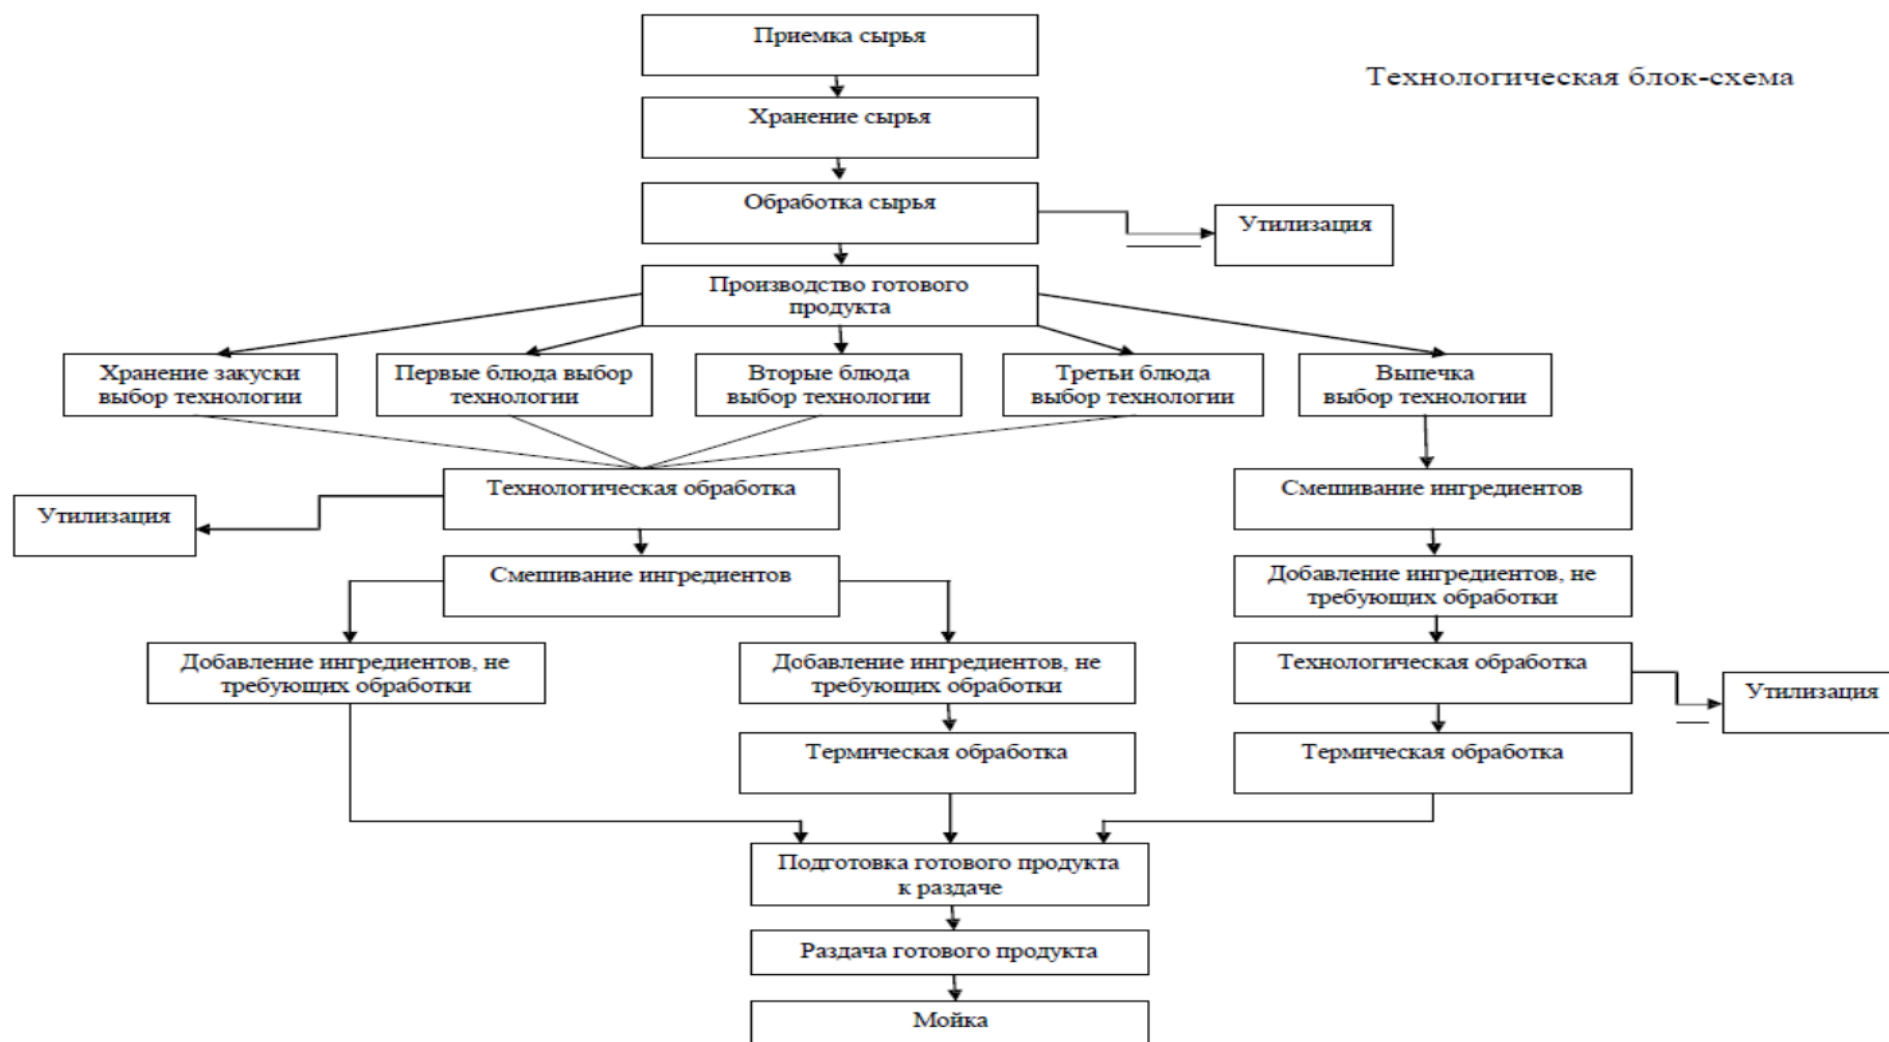 Приемка сырья
Технологическая блок-схема
Хранение сырья
Обработка сырья
Утилизация
Производство готового
продукта
Хранение закуски
выбор технологии
Первые блюда выбор
технологии
Вторые блюда
выбор технологии
Третьи блюда
выбор технологии
Выпечка
выбор технологии
Технологическая обработка
Смешивание ингредиентов
Утилизация
Смешивание ингредиентов
Добавление ингредиентов, не
требующих обработки
Добавление ингредиентов, не
требующих обработки
Добавление ингредиентов, не
требующих обработки
Технологическая обработка
Утилизация
Термическая обработка
Термическая обработка
Подготовка готового продукта
к раздаче
Раздача готового продукта
Мойка